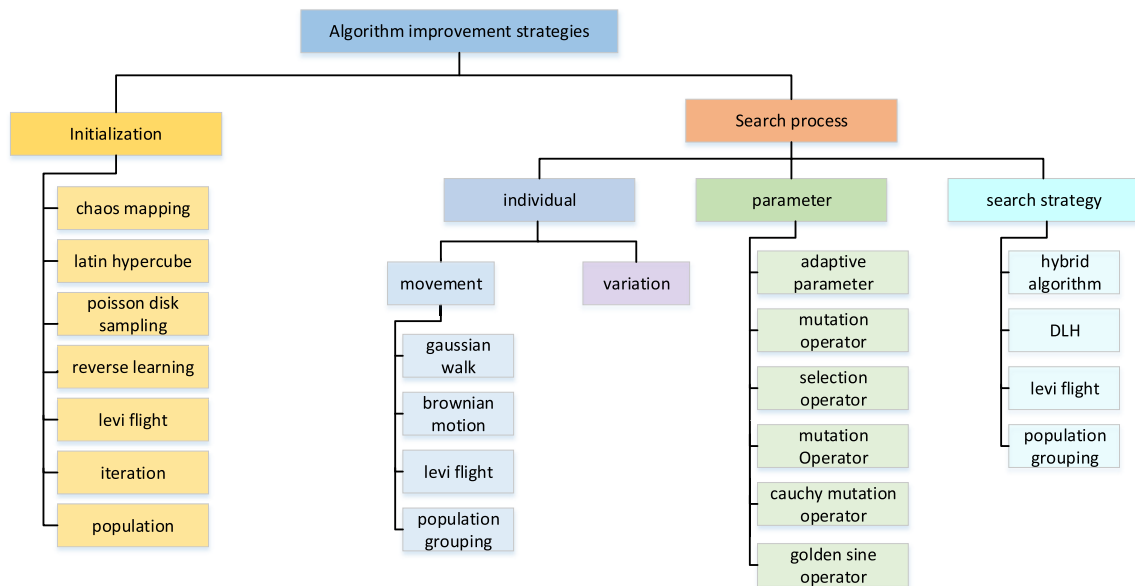 Algorithm improvement strategies
Initialization
chaos mapping
latin hypercube
poisson disk
sampling
reverse learning
levi flight
iteration
population
Search process
individual
movement
gaussian
walk
brownian
motion
levi flight
population
grouping
variation
parameter
adaptive
parameter
mutation
operator
selection
operator
mutation
Operator
cauchy mutation
operator
golden sine
operator
search strategy
hybrid
algorithm
DLH
levi flight
population
grouping